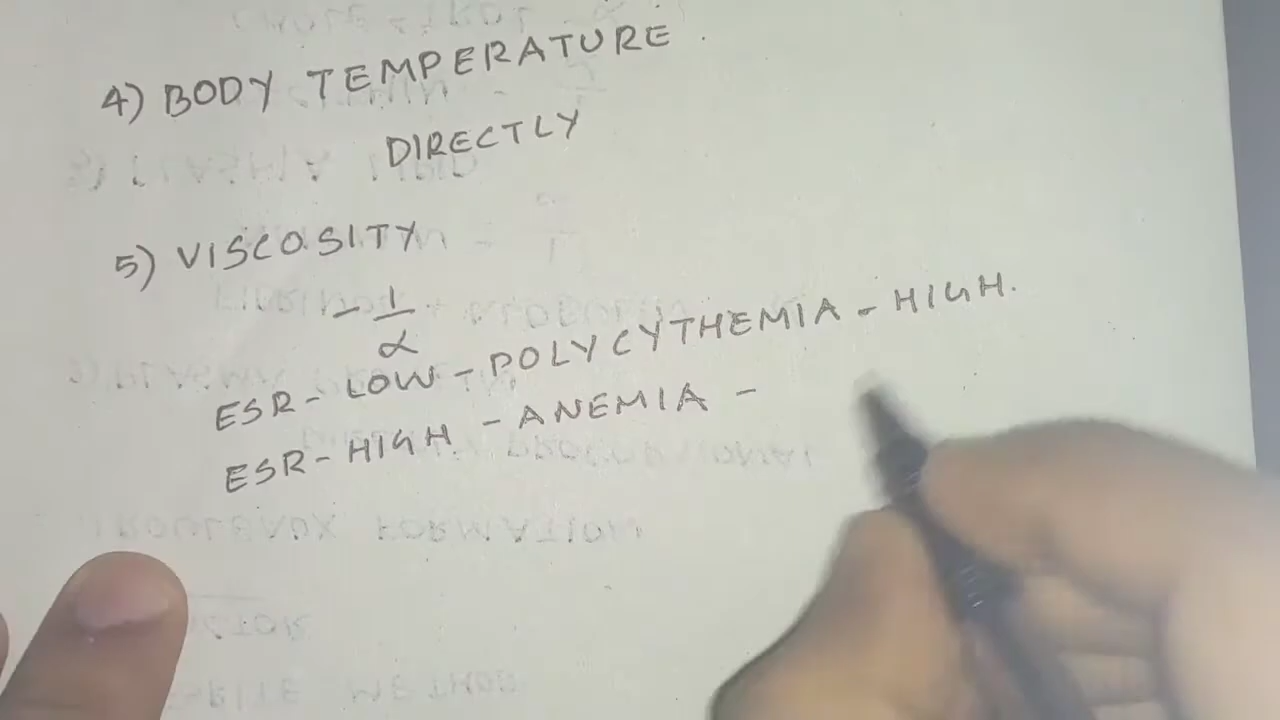 4) BODY TEMPERATURE
DIRECTLY
5) VISCOSITY
- 1/α
ESR - LOW - POLYCYTHEMIA - HIGH.
ESR - HIGH - ANEMIA -